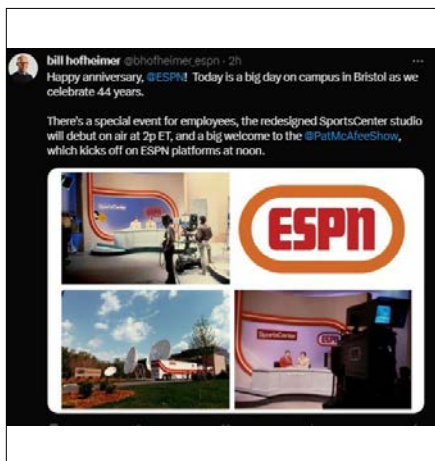 bill hofheimer @bhofheimer_espn · 2h
Happy anniversary, @ESPN! Today is a big day on campus in Bristol as we
celebrate 44 years.
There's a special event for employees, the redesigned SportsCenter studio
will debut on air at 2p ET, and a big welcome to the @PatMcAfeeShow,
which kicks off on ESPN platforms at noon.
SportsCenter
ESPN
SportsCenter
ESPN